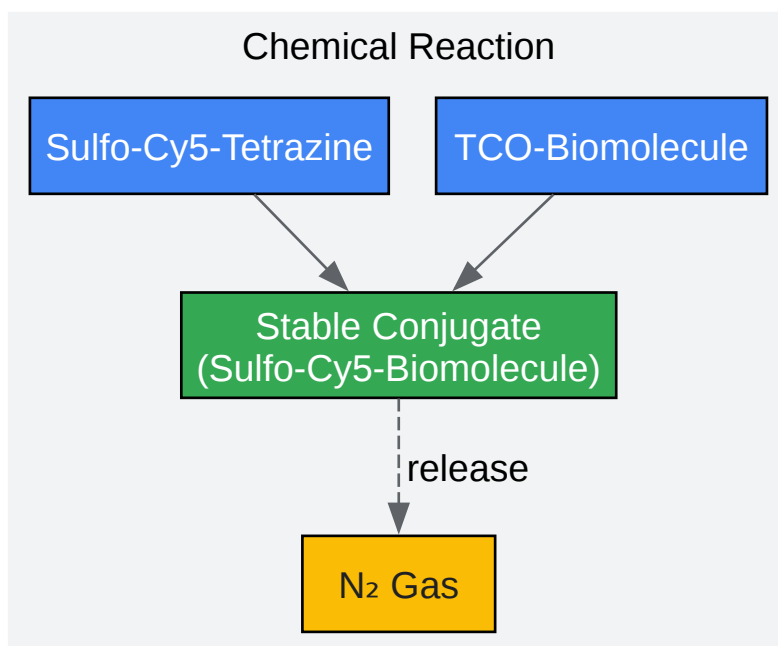 Chemical Reaction
Sulfo-Cy5-Tetrazine
TCO-Biomolecule
Stable Conjugate
(Sulfo-Cy5-Biomolecule)
release
N₂ Gas